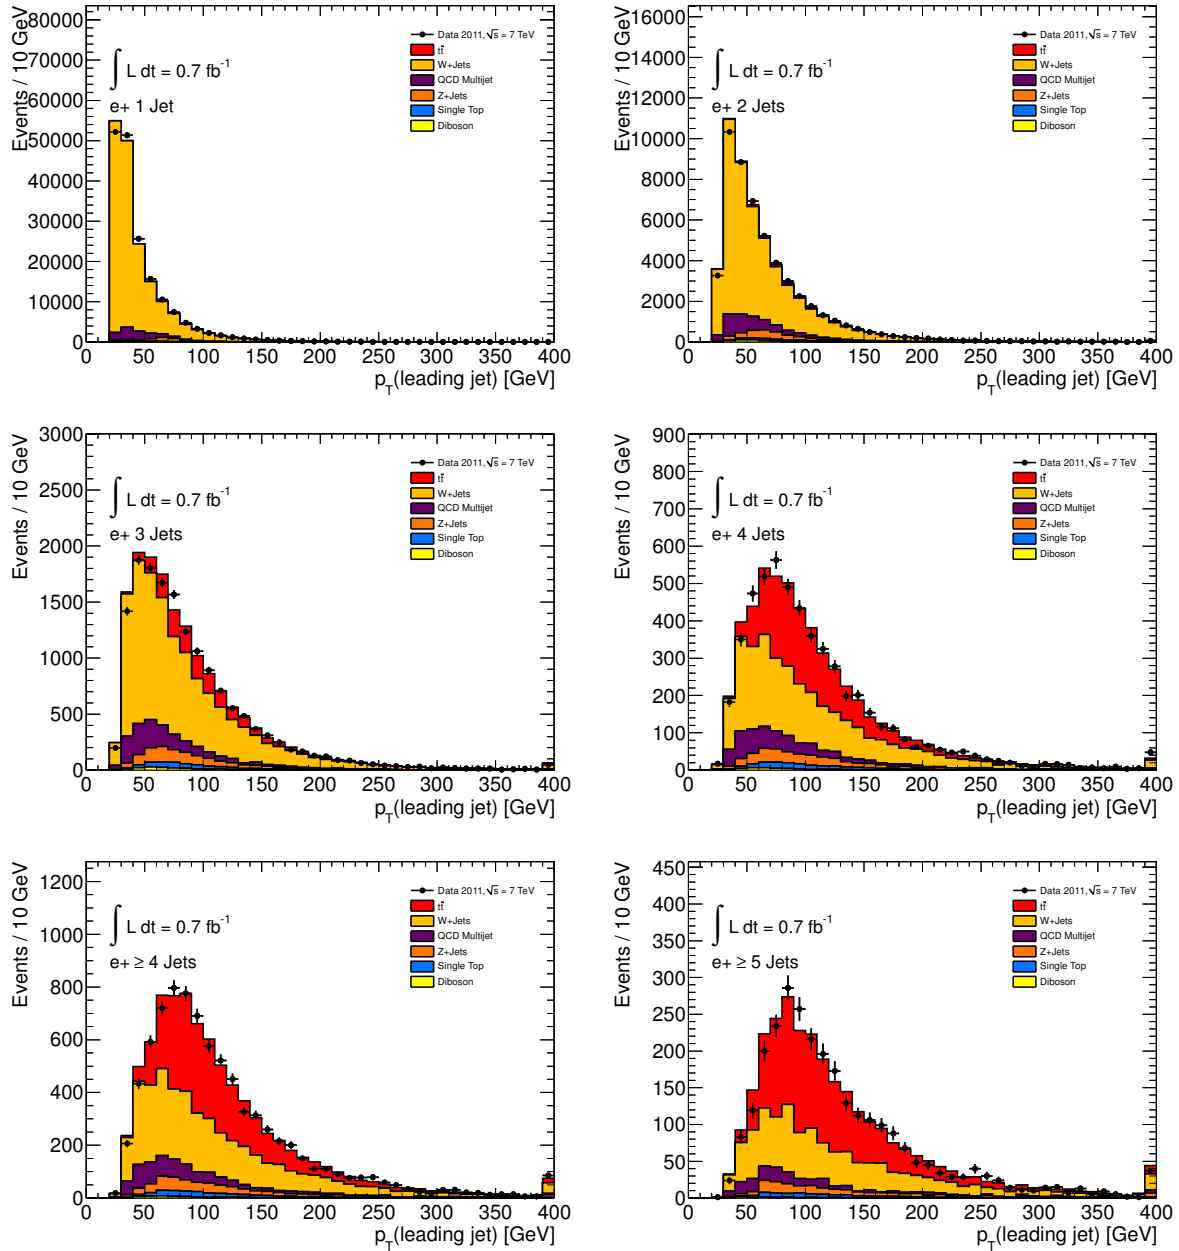 Events / 10 GeV
80000
70000
60000
50000
40000
30000
20000
10000
0
∫ L dt = 0.7 fb⁻¹
e+ 1 Jet
Data 2011, √s = 7 TeV
tt̄
W+Jets
QCD Multijet
Z+Jets
Single Top
Diboson
0 50 100 150 200 250 300 350 400
p_T(leading jet) [GeV]
Events / 10 GeV
16000
14000
12000
10000
8000
6000
4000
2000
0
∫ L dt = 0.7 fb⁻¹
e+ 2 Jets
Data 2011, √s = 7 TeV
tt̄
W+Jets
QCD Multijet
Z+Jets
Single Top
Diboson
0 50 100 150 200 250 300 350 400
p_T(leading jet) [GeV]
Events / 10 GeV
3000
2500
2000
1500
1000
500
0
∫ L dt = 0.7 fb⁻¹
e+ 3 Jets
Data 2011, √s = 7 TeV
tt̄
W+Jets
QCD Multijet
Z+Jets
Single Top
Diboson
0 50 100 150 200 250 300 350 400
p_T(leading jet) [GeV]
Events / 10 GeV
900
800
700
600
500
400
300
200
100
0
∫ L dt = 0.7 fb⁻¹
e+ 4 Jets
Data 2011, √s = 7 TeV
tt̄
W+Jets
QCD Multijet
Z+Jets
Single Top
Diboson
0 50 100 150 200 250 300 350 400
p_T(leading jet) [GeV]
Events / 10 GeV
1200
1000
800
600
400
200
0
∫ L dt = 0.7 fb⁻¹
e+ ≥ 4 Jets
Data 2011, √s = 7 TeV
tt̄
W+Jets
QCD Multijet
Z+Jets
Single Top
Diboson
0 50 100 150 200 250 300 350 400
p_T(leading jet) [GeV]
Events / 10 GeV
450
400
350
300
250
200
150
100
50
0
∫ L dt = 0.7 fb⁻¹
e+ ≥ 5 Jets
Data 2011, √s = 7 TeV
tt̄
W+Jets
QCD Multijet
Z+Jets
Single Top
Diboson
0 50 100 150 200 250 300 350 400
p_T(leading jet) [GeV]